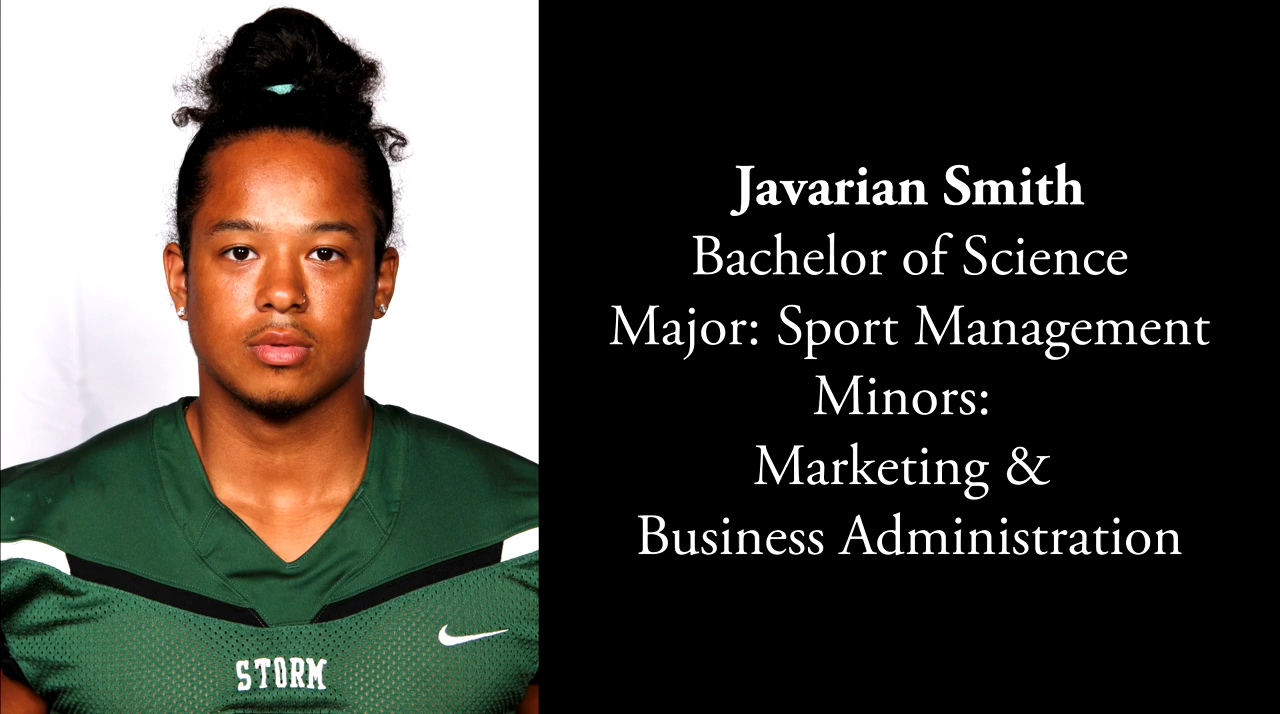 Javarian Smith
Bachelor of Science
Major: Sport Management
Minors:
Marketing &
Business Administration
STORM